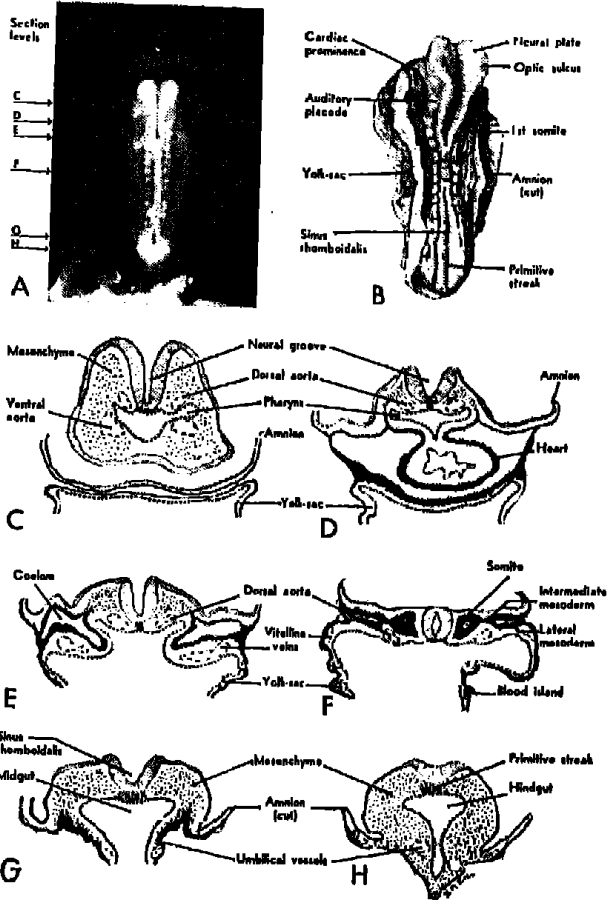 Section
levels
C
D
E
F
G
H
A
Cardiac
prominence
Auditory
placode
Yolk-sac
Sinus
rhomboidalis
Neural plate
Optic sulcus
1st somite
Amnion
(cut)
Primitive
streak
B
Mesenchyme
Ventral
aorta
Neural groove
Dorsal aorta
Pharynx
Amnion
Yolk-sac
Amnion
Heart
C
D
Coelom
Dorsal aorta
Vitelline
veins
Yolk-sac
Somite
Intermediate
mesoderm
Lateral
mesoderm
Blood island
E
F
Sinus
rhomboidalis
Midgut
Mesenchyme
Amnion
(cut)
Umbilical vessels
Primitive streak
Hindgut
G
H